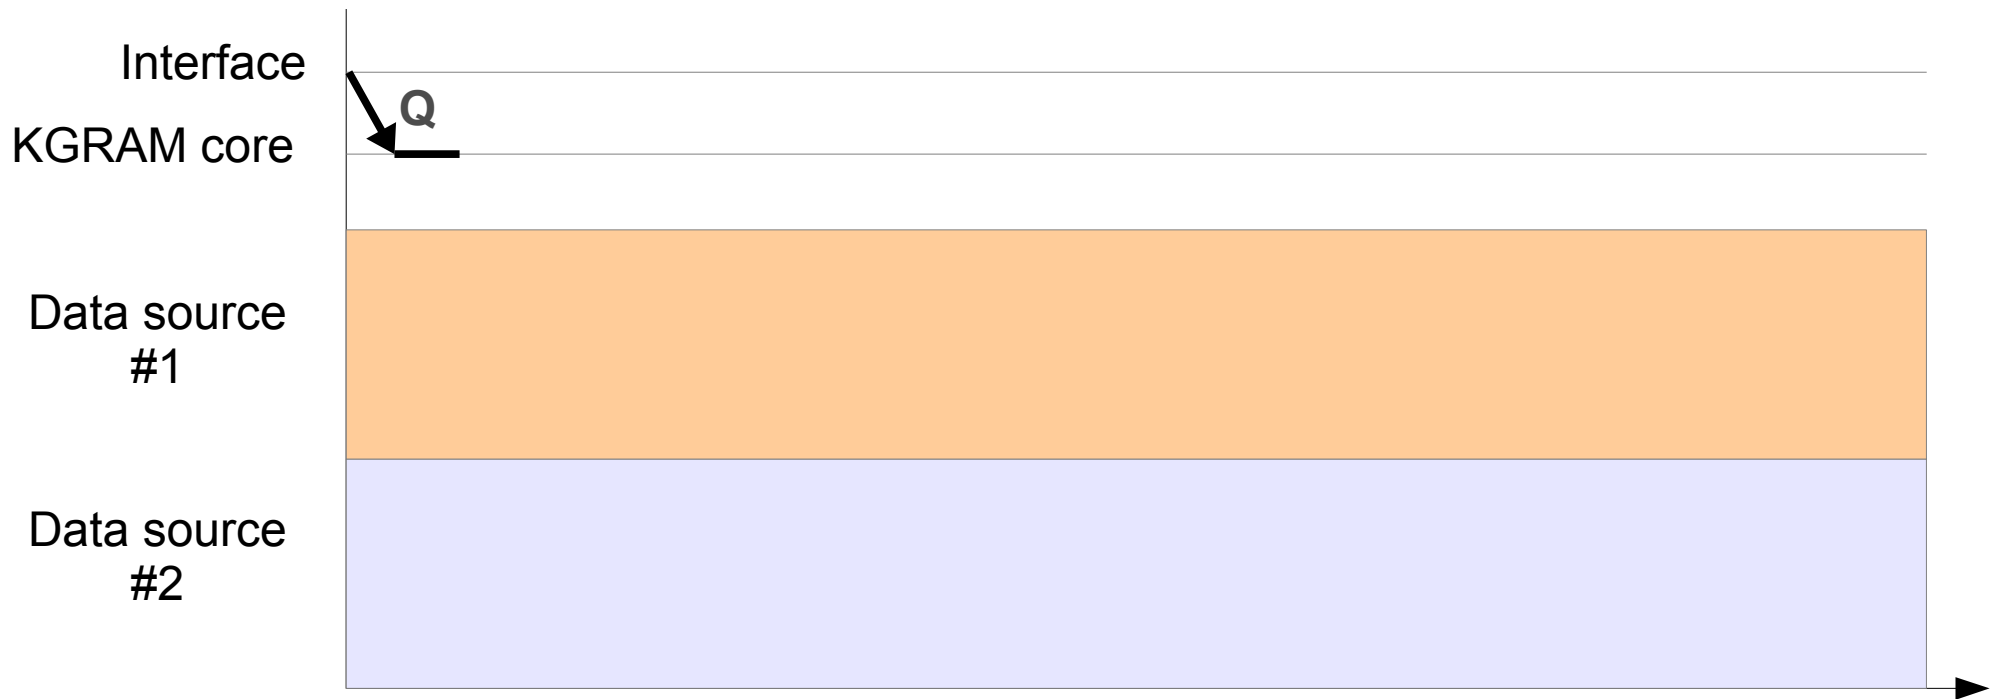 Interface
Q
KGRAM core
Data source
#1
Data source
#2